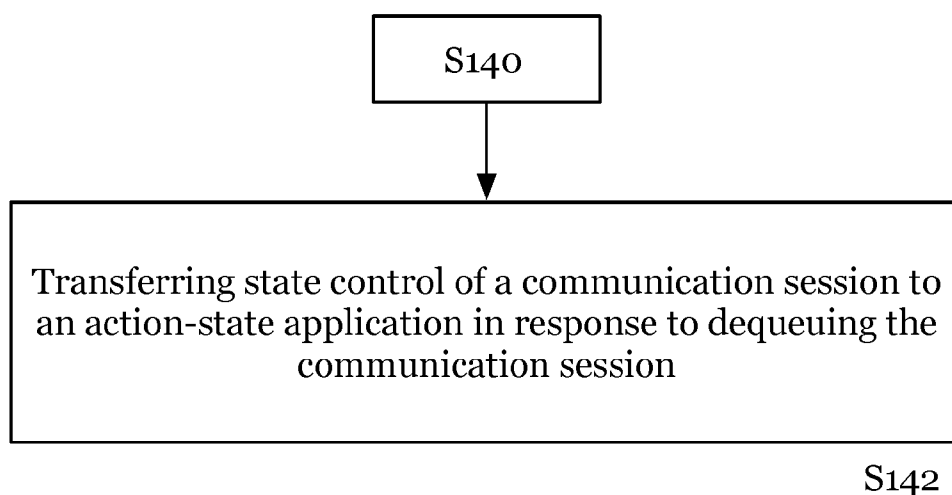 S140
Transferring state control of a communication session to
an action-state application in response to dequeuing the
communication session
S142